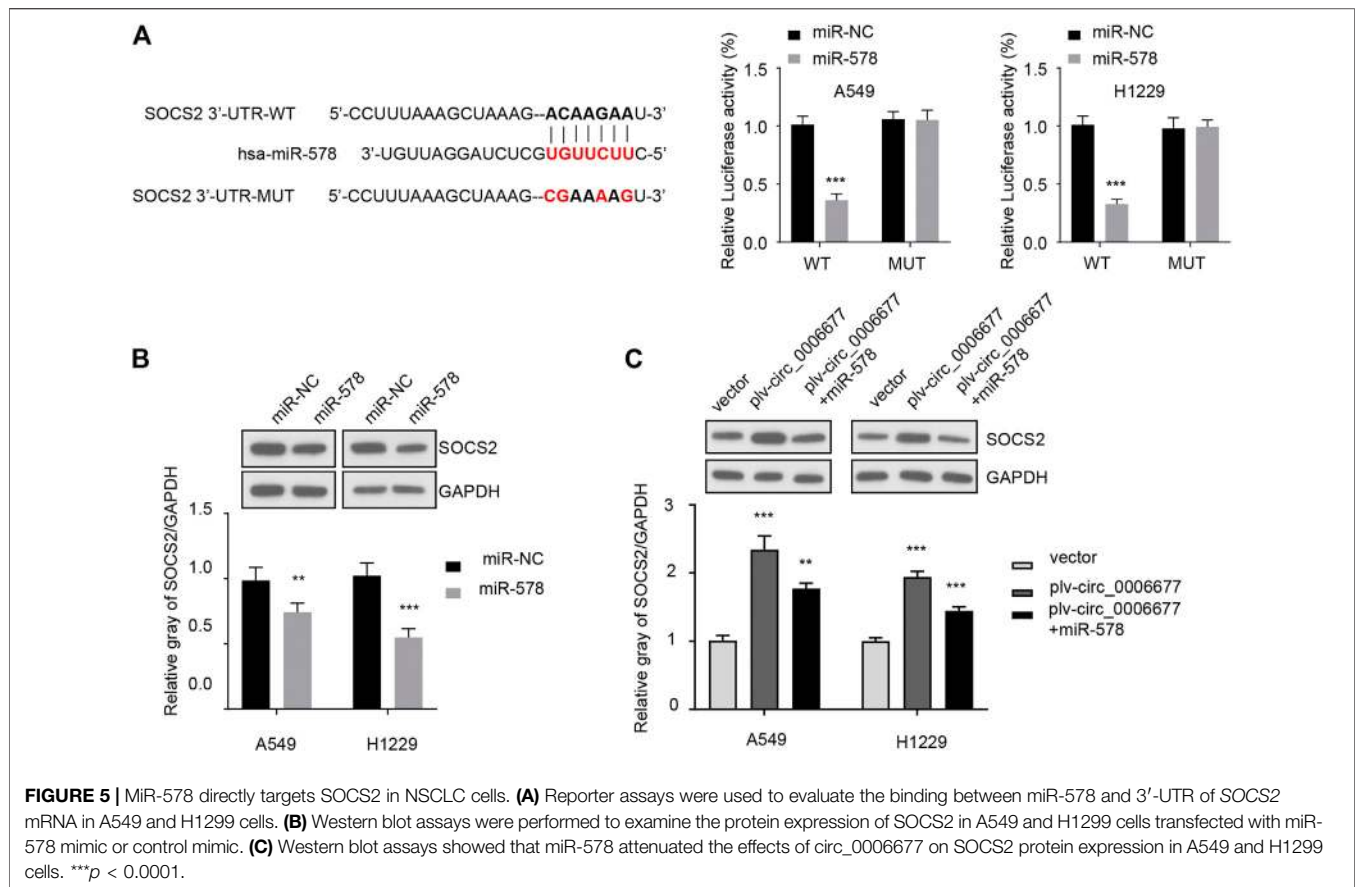 A
SOCS2 3'-UTR-WT 5'-CCUUUAAAGCUAAAG--ACAAGAAU-3'
hsa-miR-578 3'-UGUUAGGAUCUCGUGUUCUUC-5'
SOCS2 3'-UTR-MUT 5'-CCUUUAAAGCUAAAG--CGAAAAGU-3'
miR-NC
miR-578
A549
Relative Luciferase activity (%)
1.5
1.0
0.5
0.0
***
WT MUT
miR-NC
miR-578
H1229
Relative Luciferase activity (%)
1.5
1.0
0.5
0.0
***
WT MUT
B
miR-NC miR-578 miR-NC miR-578
SOCS2
GAPDH
Relative gray of SOCS2/GAPDH
1.5
1.0
0.5
0.0
**
***
A549 H1229
miR-NC
miR-578
C
vector plv-circ_0006677 plv-circ_0006677 +miR-578 vector plv-circ_0006677 plv-circ_0006677 +miR-578
SOCS2
GAPDH
Relative gray of SOCS2/GAPDH
3
2
1
0
***
**
***
***
A549 H1229
vector
plv-circ_0006677
plv-circ_0006677
+miR-578
FIGURE 5 | MiR-578 directly targets SOCS2 in NSCLC cells. (A) Reporter assays were used to evaluate the binding between miR-578 and 3′-UTR of SOCS2
mRNA in A549 and H1299 cells. (B) Western blot assays were performed to examine the protein expression of SOCS2 in A549 and H1299 cells transfected with miR-
578 mimic or control mimic. (C) Western blot assays showed that miR-578 attenuated the effects of circ_0006677 on SOCS2 protein expression in A549 and H1299
cells. ***p < 0.0001.